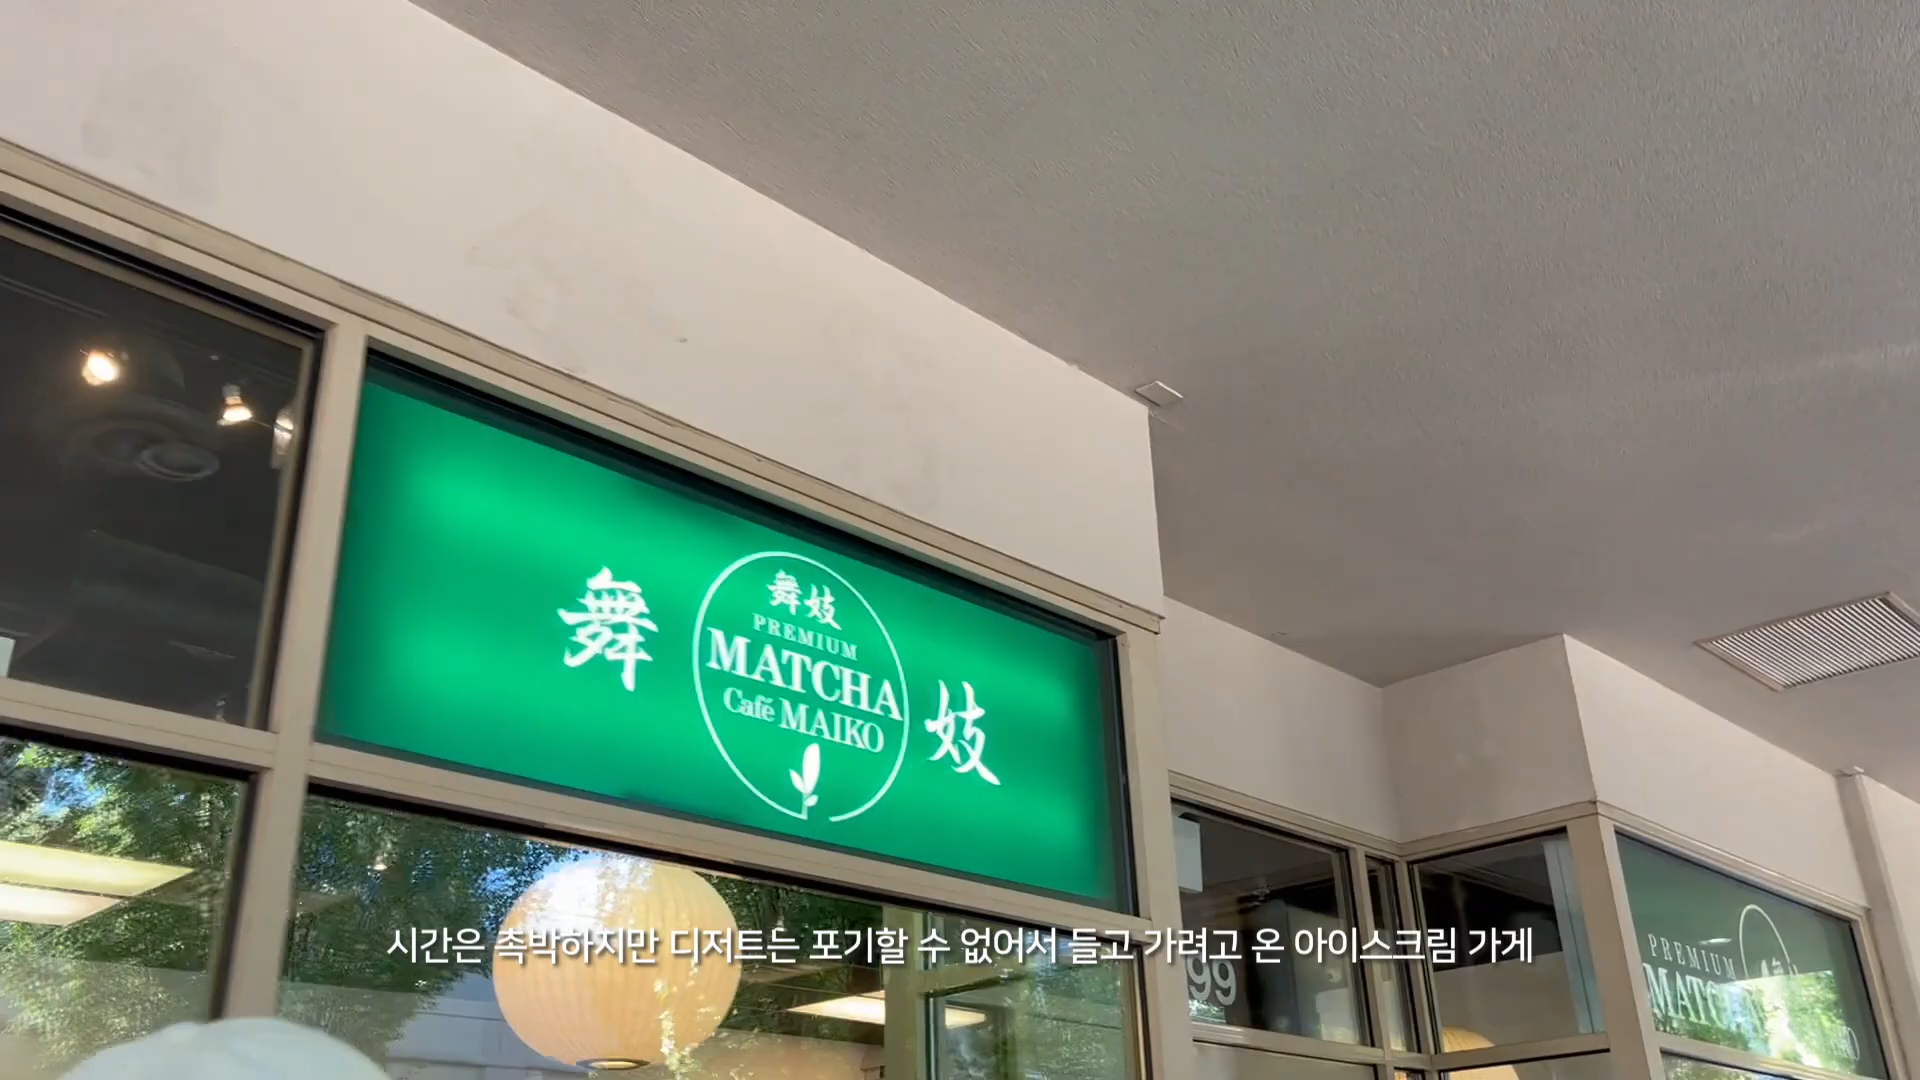 舞
舞妓
PREMIUM
MATCHA
Café MAIKO
妓
PREMIUM
99
시간은 촉박하지만 디저트는 포기할 수 없어서 들고 가려고 온 아이스크림 가게